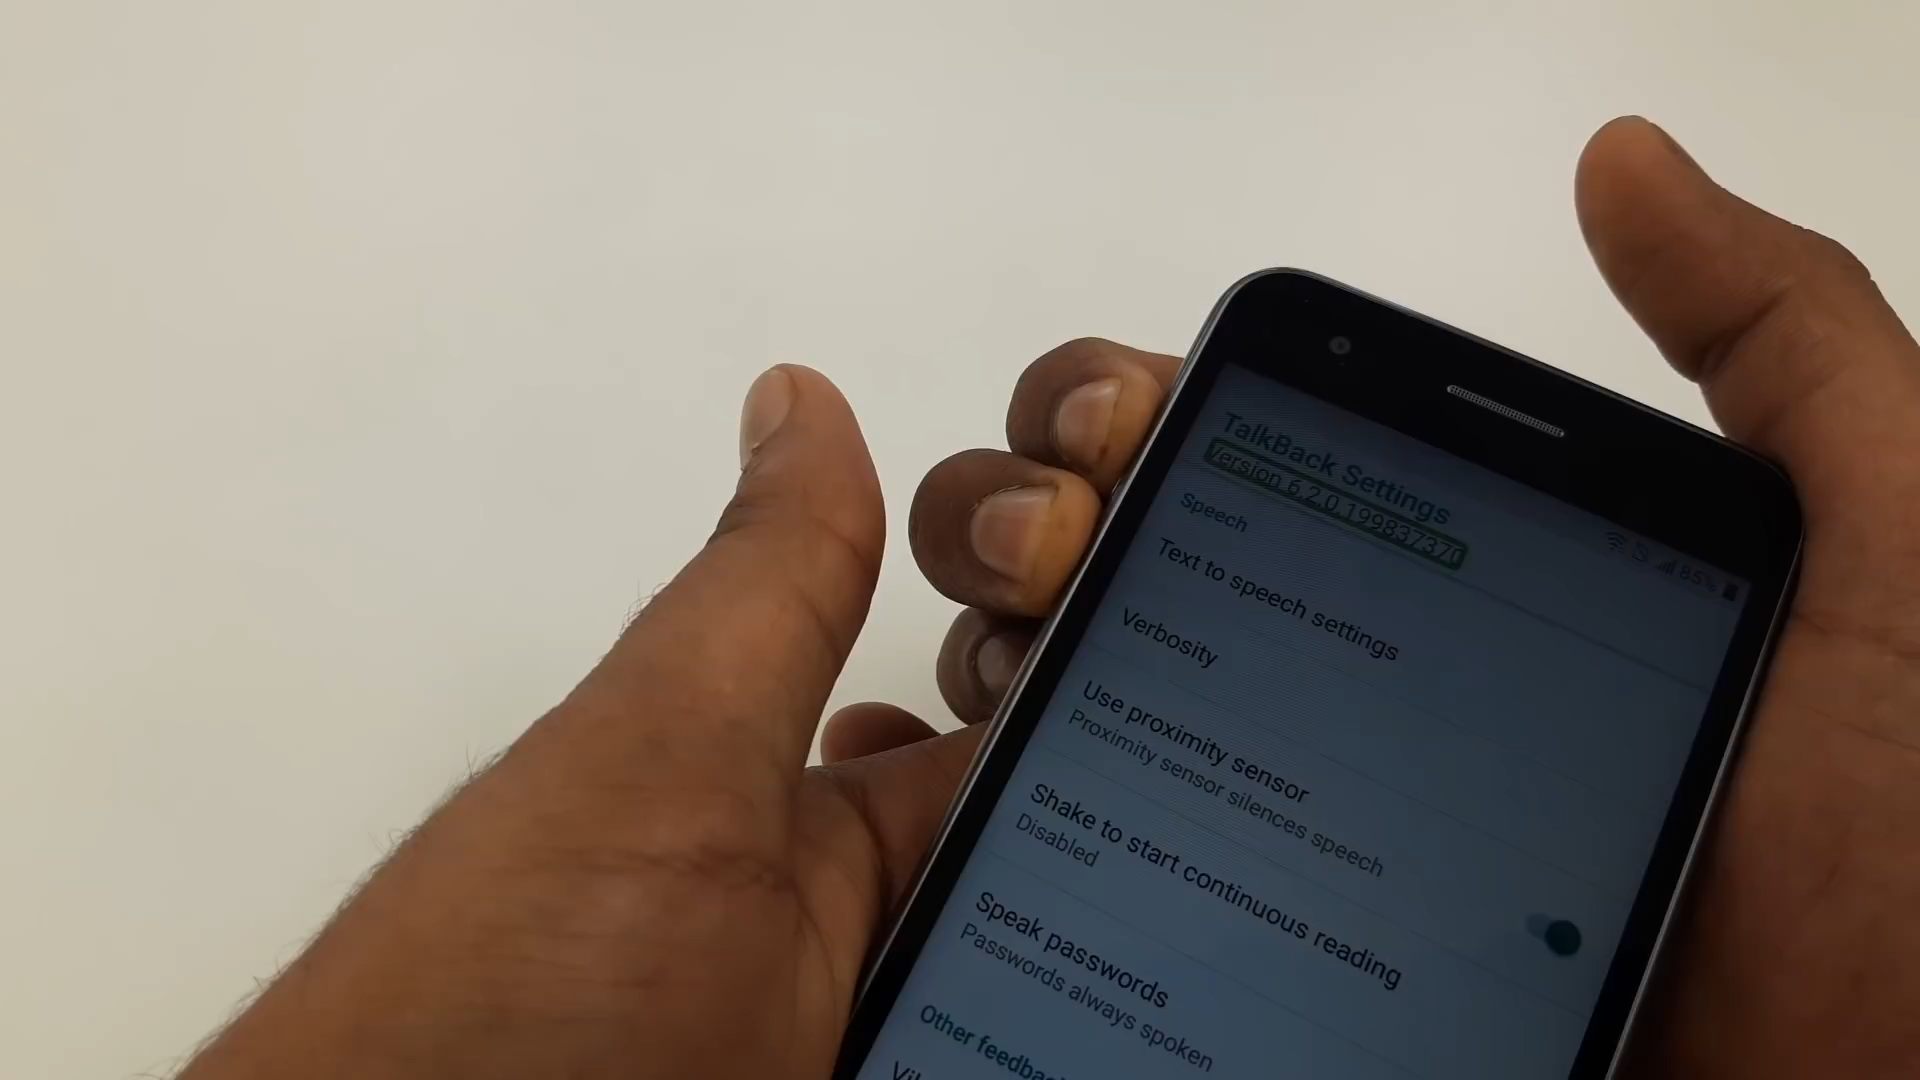 85%
TalkBack Settings
Version 6.2.0.199837370
Speech
Text to speech settings
Verbosity
Use proximity sensor
Proximity sensor silences speech
Shake to start continuous reading
Disabled
Speak passwords
Passwords always spoken
Other